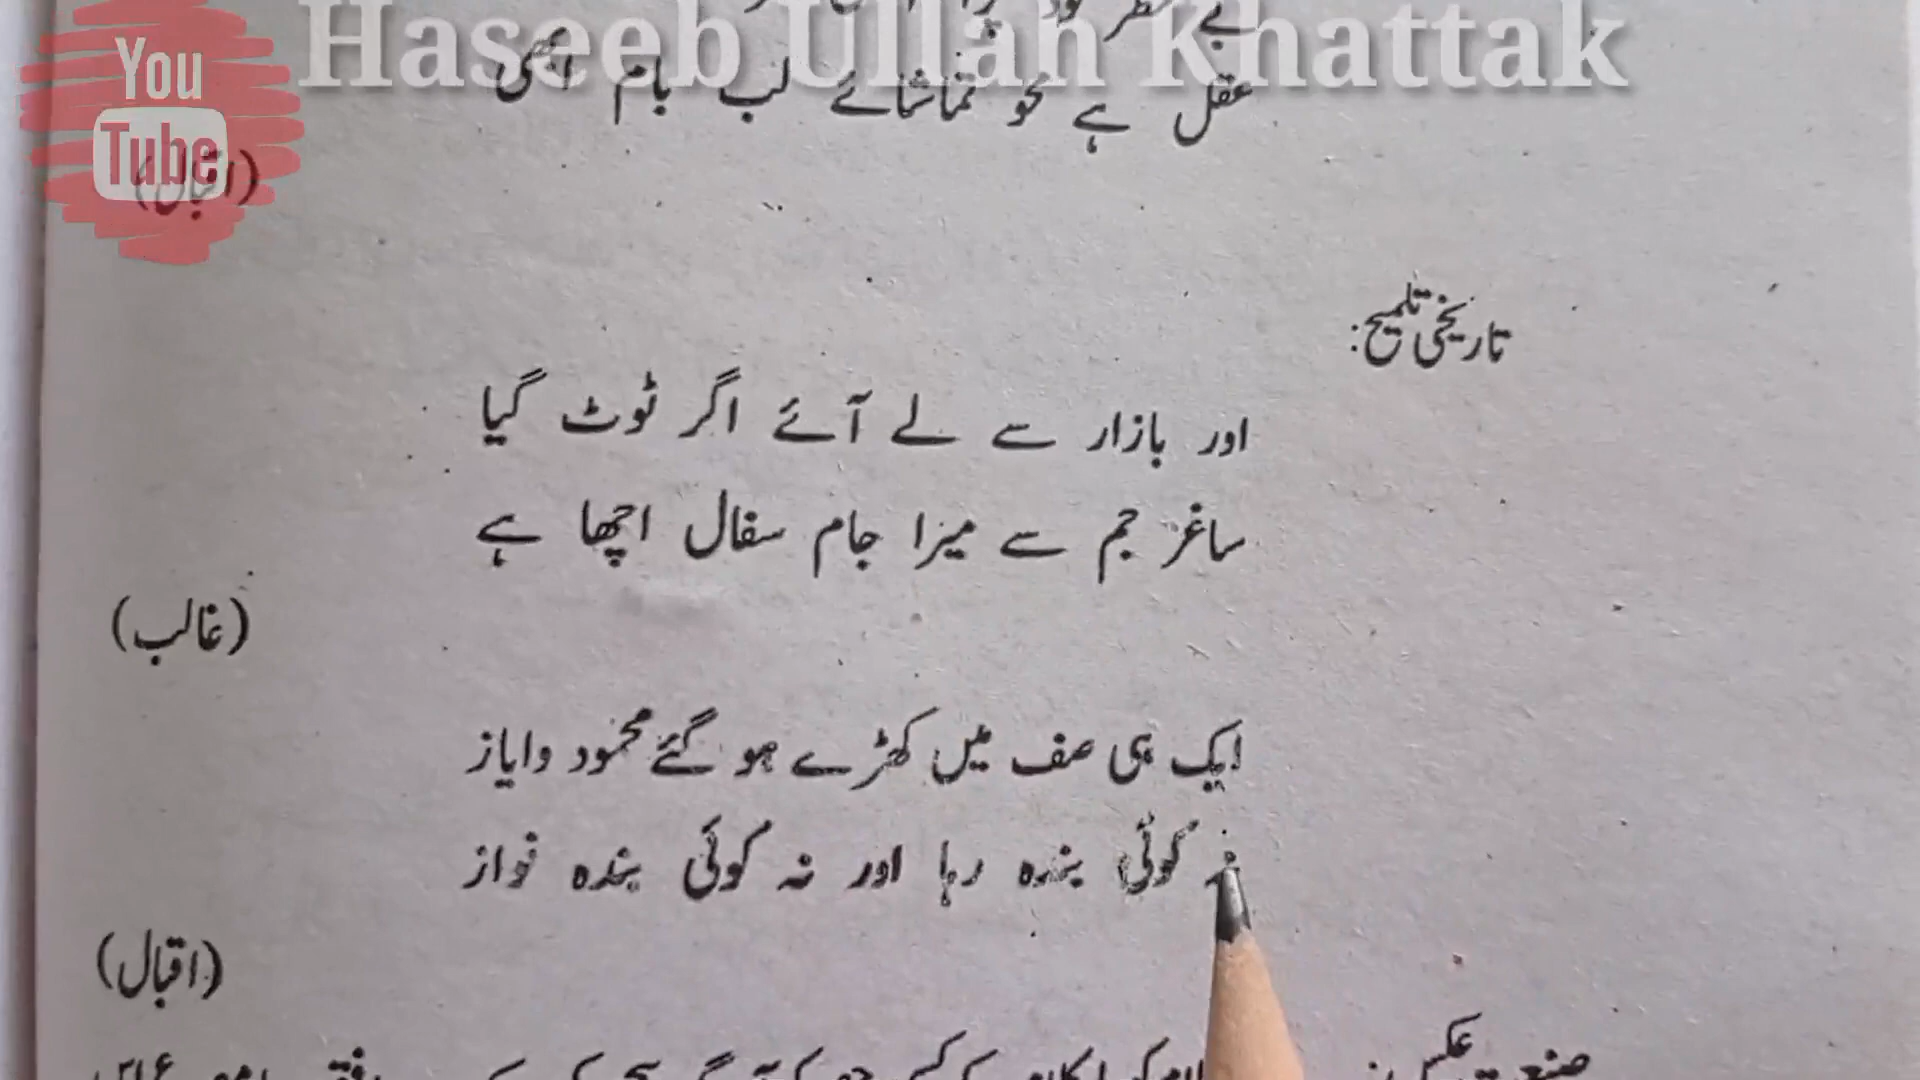 Haseeb Ullah Khattak
You
Tube
عقل ہے محو تماشائے لب بام ابھی
(اقبال)
تاریخی تلمیح:
اور بازار سے لے آئے اگر ٹوٹ گیا
ساغر جم سے میرا جام سفال اچھا ہے
(غالب)
ایک ہی صف میں کھڑے ہو گئے محمود و ایاز
نہ کوئی بندہ رہا اور نہ کوئی بندہ نواز
(اقبال)